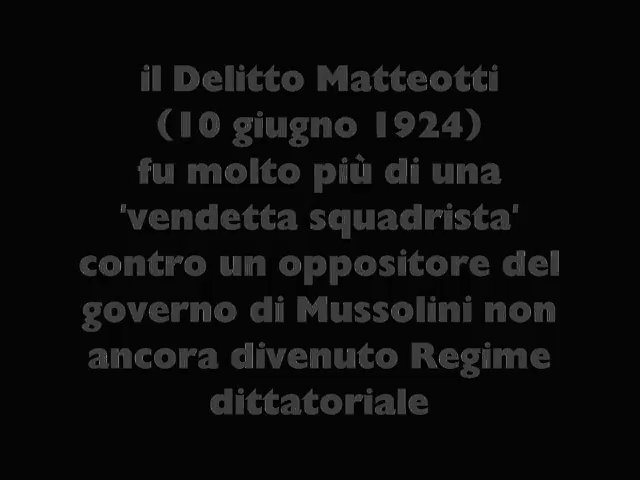 il Delitto Matteotti
(10 giugno 1924)
fu molto più di una
'vendetta squadrista'
contro un oppositore del
governo di Mussolini non
ancora divenuto Regime
dittatoriale